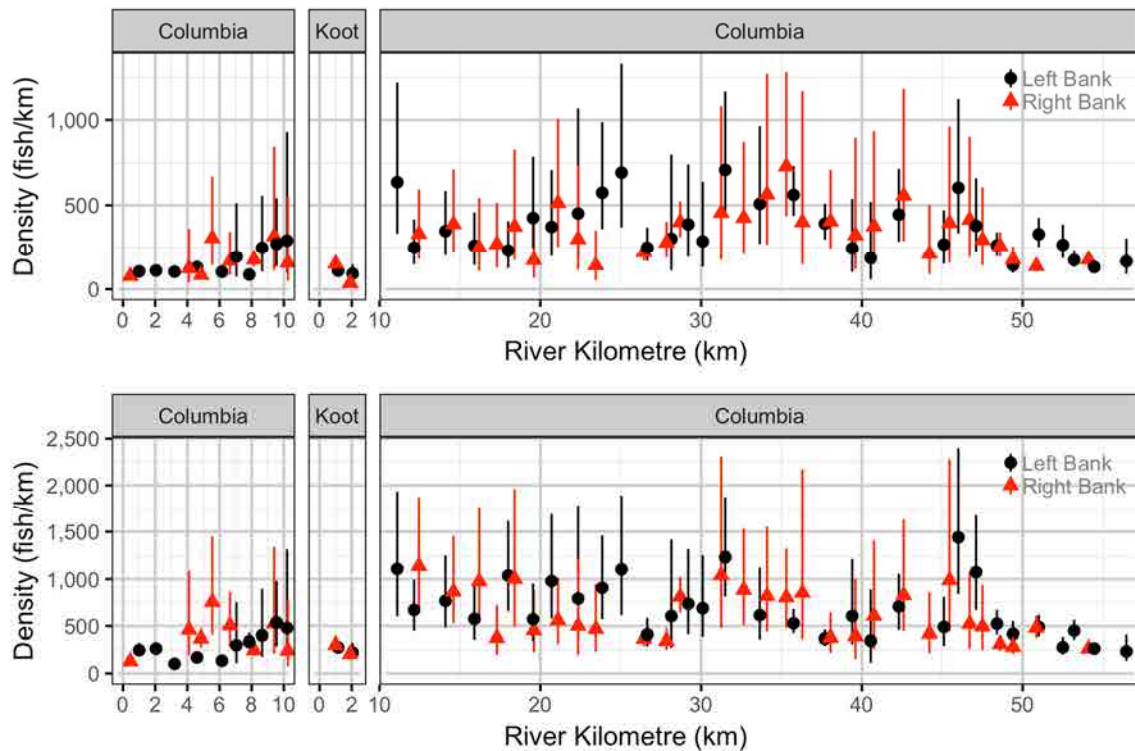 Columbia Koot Columbia
Density (fish/km)
1,000
500
0
Left Bank
Right Bank
0 2 4 6 8 10 0 2 10 20 30 40 50
River Kilometre (km)
Columbia Koot Columbia
Density (fish/km)
2,500
2,000
1,500
1,000
500
0
Left Bank
Right Bank
0 2 4 6 8 10 0 2 10 20 30 40 50
River Kilometre (km)